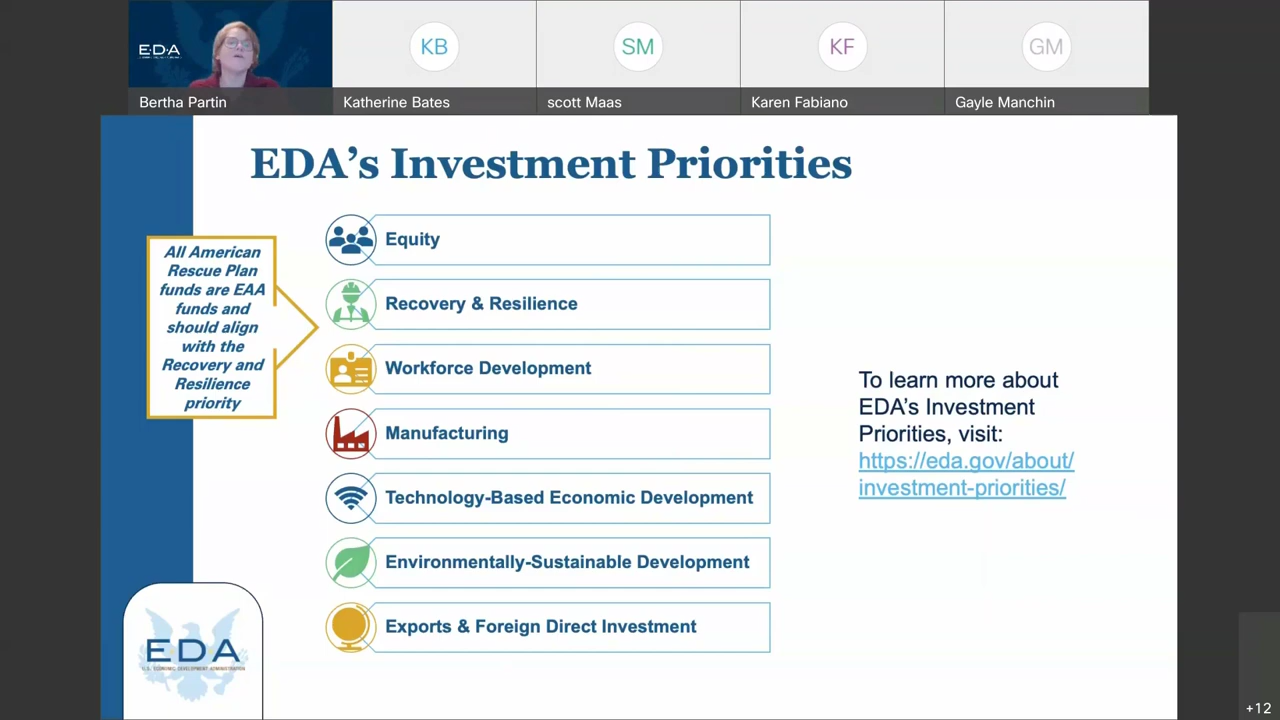 E·D·A
KB
SM
KF
GM
Bertha Partin
Katherine Bates
scott Maas
Karen Fabiano
Gayle Manchin
EDA's Investment Priorities
All American
Rescue Plan
funds are EAA
funds and
should align
with the
Recovery and
Resilience
priority
Equity
Recovery & Resilience
Workforce Development
Manufacturing
Technology-Based Economic Development
Environmentally-Sustainable Development
Exports & Foreign Direct Investment
To learn more about
EDA's Investment
Priorities, visit:
https://eda.gov/about/
investment-priorities/
EDA
U.S. ECONOMIC DEVELOPMENT ADMINISTRATION
+12